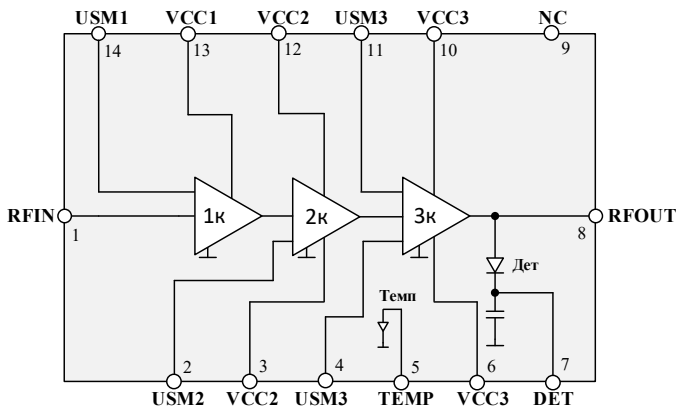 USM1 VCC1 VCC2 USM3 VCC3 NC
14 13 12 11 10 9
1к 2к 3к
RFIN RFOUT
1 8
Дет
Темп
2 3 4 5 6 7
USM2 VCC2 USM3 TEMP VCC3 DET